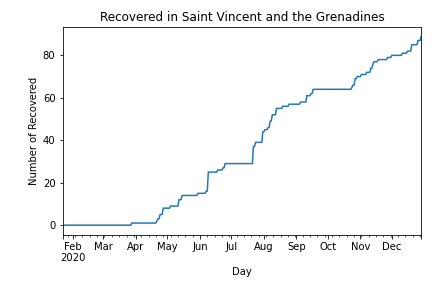 Recovered in Saint Vincent and the Grenadines
Number of Recovered
80
60
40
20
0
Feb Mar Apr May Jun Jul Aug Sep Oct Nov Dec
2020
Day